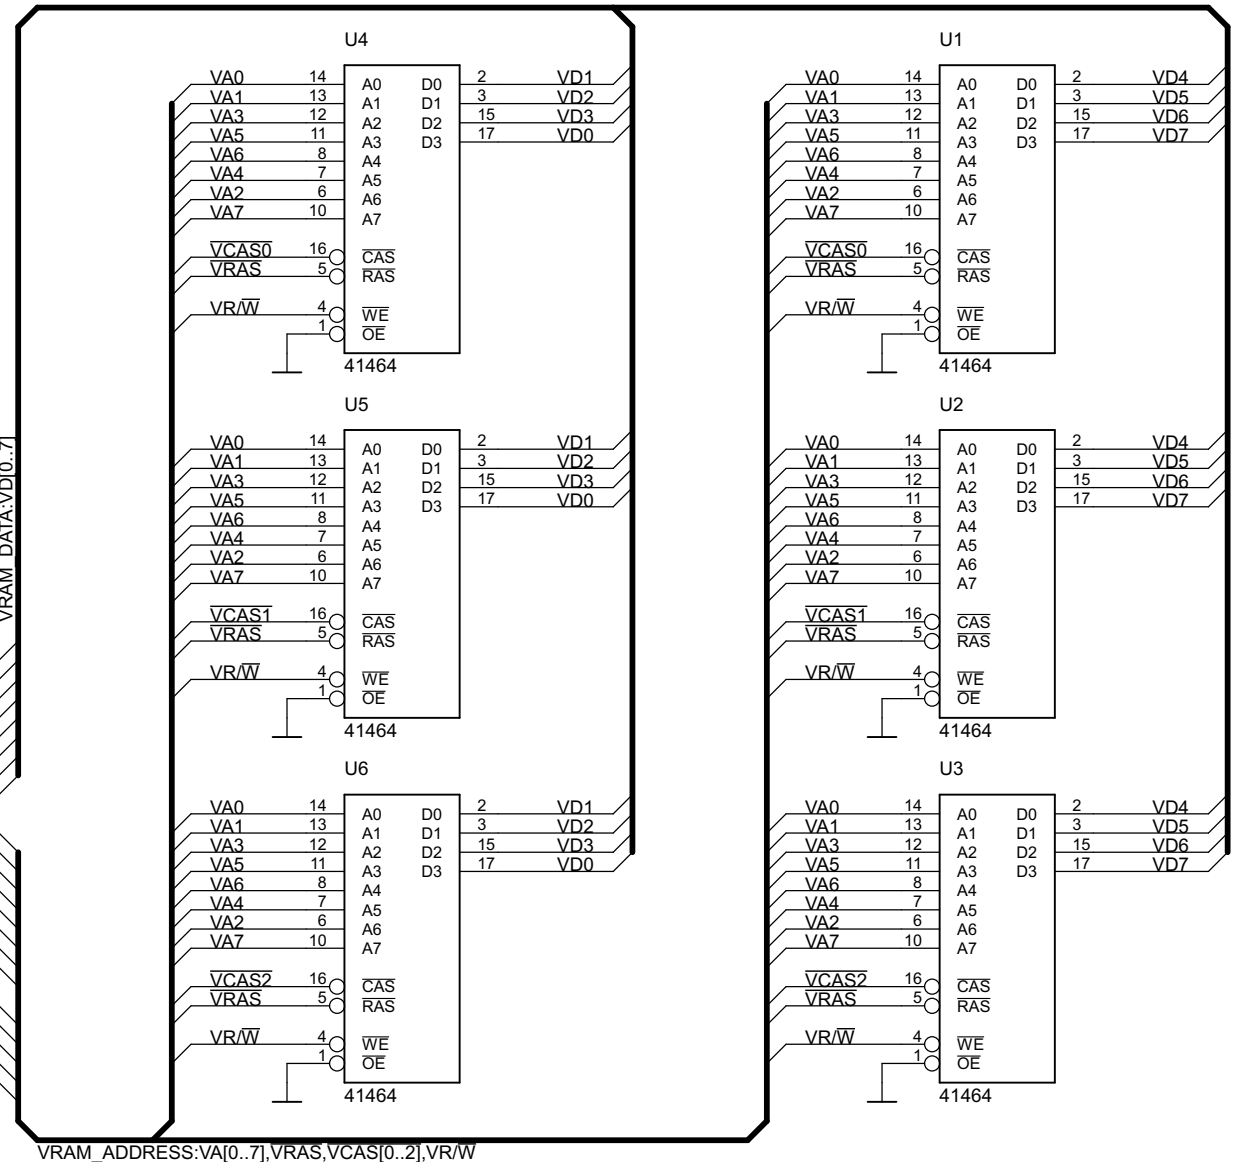 U4
VA0 14 A0 D0 2 VD1
VA1 13 A1 D1 3 VD2
VA3 12 A2 D2 15 VD3
VA5 11 A3 D3 17 VD0
VA6 8 A4
VA4 7 A5
VA2 6 A6
VA7 10 A7
VCAS0 16 CAS
VRAS 5 RAS
VR/W 4 WE
1 OE
41464
U1
VA0 14 A0 D0 2 VD4
VA1 13 A1 D1 3 VD5
VA3 12 A2 D2 15 VD6
VA5 11 A3 D3 17 VD7
VA6 8 A4
VA4 7 A5
VA2 6 A6
VA7 10 A7
VCAS0 16 CAS
VRAS 5 RAS
VR/W 4 WE
1 OE
41464
U5
VA0 14 A0 D0 2 VD1
VA1 13 A1 D1 3 VD2
VA3 12 A2 D2 15 VD3
VA5 11 A3 D3 17 VD0
VA6 8 A4
VA4 7 A5
VA2 6 A6
VA7 10 A7
VCAS1 16 CAS
VRAS 5 RAS
VR/W 4 WE
1 OE
41464
U2
VA0 14 A0 D0 2 VD4
VA1 13 A1 D1 3 VD5
VA3 12 A2 D2 15 VD6
VA5 11 A3 D3 17 VD7
VA6 8 A4
VA4 7 A5
VA2 6 A6
VA7 10 A7
VCAS1 16 CAS
VRAS 5 RAS
VR/W 4 WE
1 OE
41464
U6
VA0 14 A0 D0 2 VD1
VA1 13 A1 D1 3 VD2
VA3 12 A2 D2 15 VD3
VA5 11 A3 D3 17 VD0
VA6 8 A4
VA4 7 A5
VA2 6 A6
VA7 10 A7
VCAS2 16 CAS
VRAS 5 RAS
VR/W 4 WE
1 OE
41464
U3
VA0 14 A0 D0 2 VD4
VA1 13 A1 D1 3 VD5
VA3 12 A2 D2 15 VD6
VA5 11 A3 D3 17 VD7
VA6 8 A4
VA4 7 A5
VA2 6 A6
VA7 10 A7
VCAS2 16 CAS
VRAS 5 RAS
VR/W 4 WE
1 OE
41464
VRAM_DATA:VD[0..7]
VRAM_ADDRESS:VA[0..7],VRAS,VCAS[0..2],VR/W